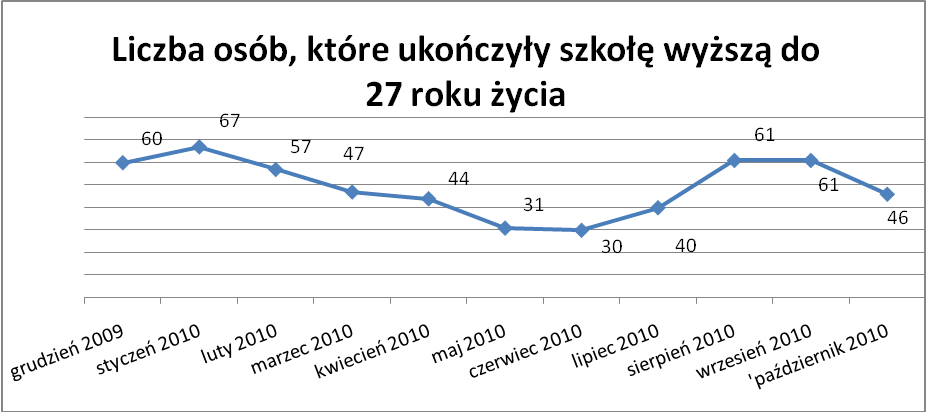 Liczba osób, które ukończyły szkołę wyższą do
27 roku życia
60
67
57
47
44
31
30
40
61
61
46
grudzień 2009
styczeń 2010
luty 2010
marzec 2010
kwiecień 2010
maj 2010
czerwiec 2010
lipiec 2010
sierpień 2010
wrzesień 2010
'październik 2010